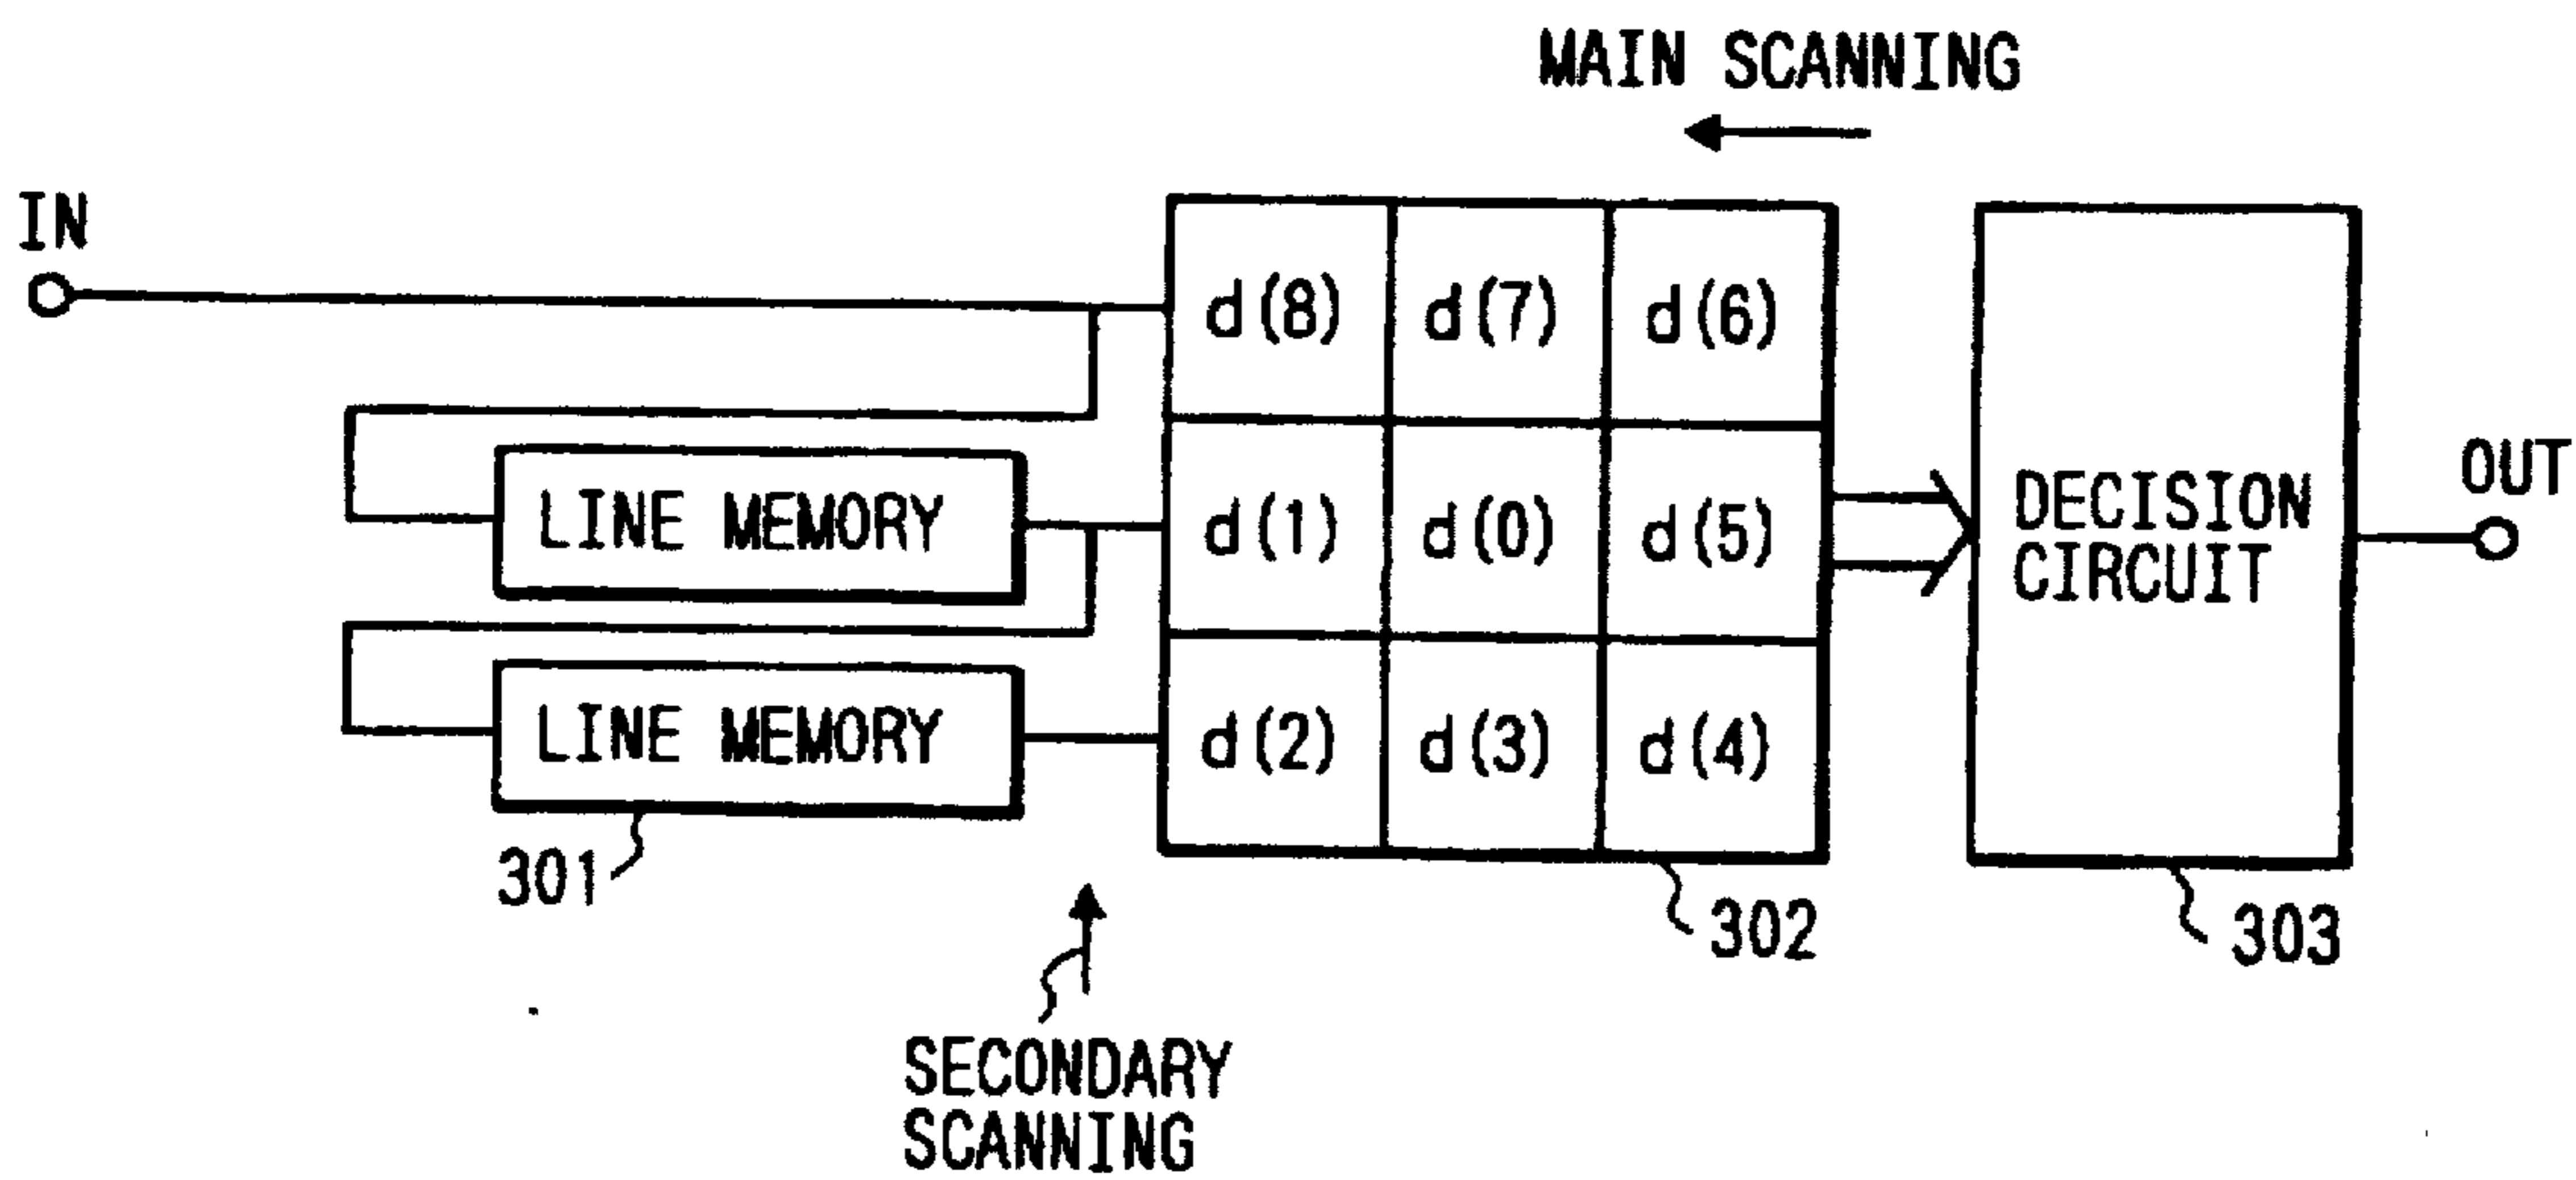 MAIN SCANNING
IN
d(8) d(7) d(6)
LINE MEMORY
d(1) d(0) d(5)
DECISION
CIRCUIT
OUT
LINE MEMORY
d(2) d(3) d(4)
301
302
303
SECONDARY
SCANNING